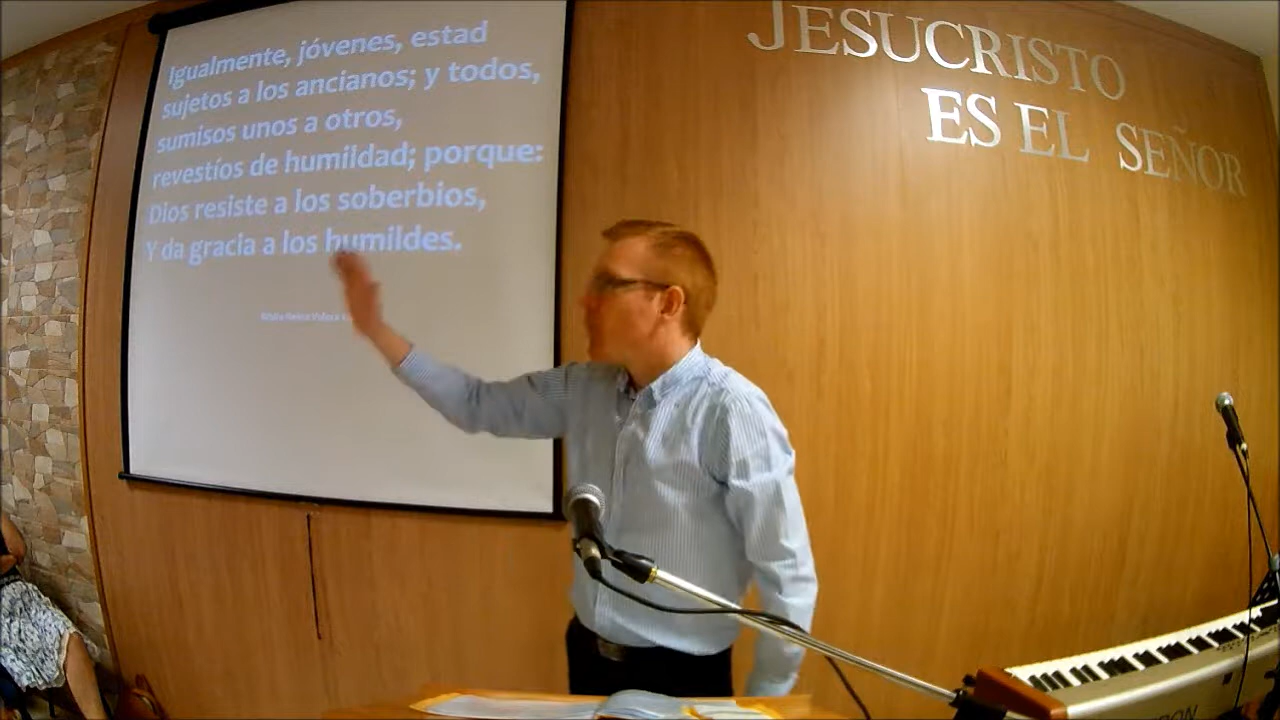 Igualmente, jóvenes, estad
sujetos a los ancianos; y todos,
sumisos unos a otros,
revestíos de humildad; porque:
Dios resiste a los soberbios,
Y da gracia a los humildes.
JESUCRISTO
ES EL SEÑOR